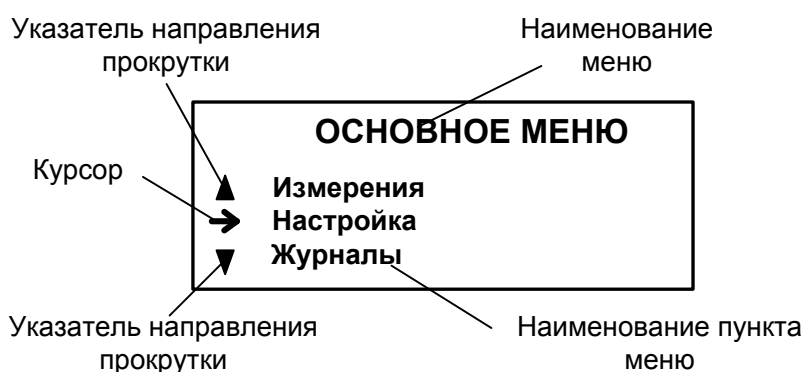 Указатель направления
прокрутки
Наименование
меню
ОСНОВНОЕ МЕНЮ
Курсор
Измерения
Настройка
Журналы
Указатель направления
прокрутки
Наименование пункта
меню